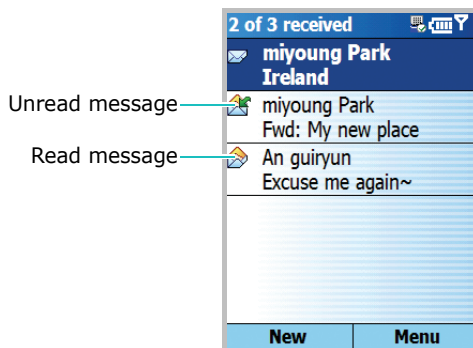 2 of 3 received
miyoung Park
Ireland
Unread message
miyoung Park
Fwd: My new place
Read message
An guiryun
Excuse me again~
New
Menu